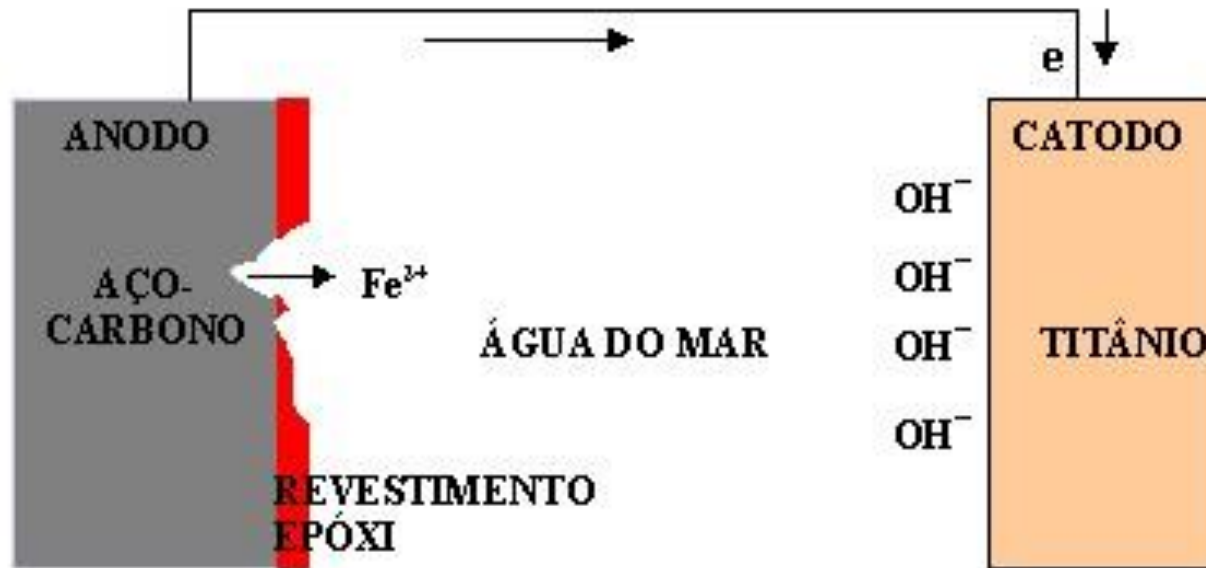 e
ANODO
CATODO
OH⁻
Fe²⁺
OH⁻
AÇO-
CARBONO
ÁGUA DO MAR
OH⁻
TITÂNIO
OH⁻
REVESTIMENTO
EPÓXI